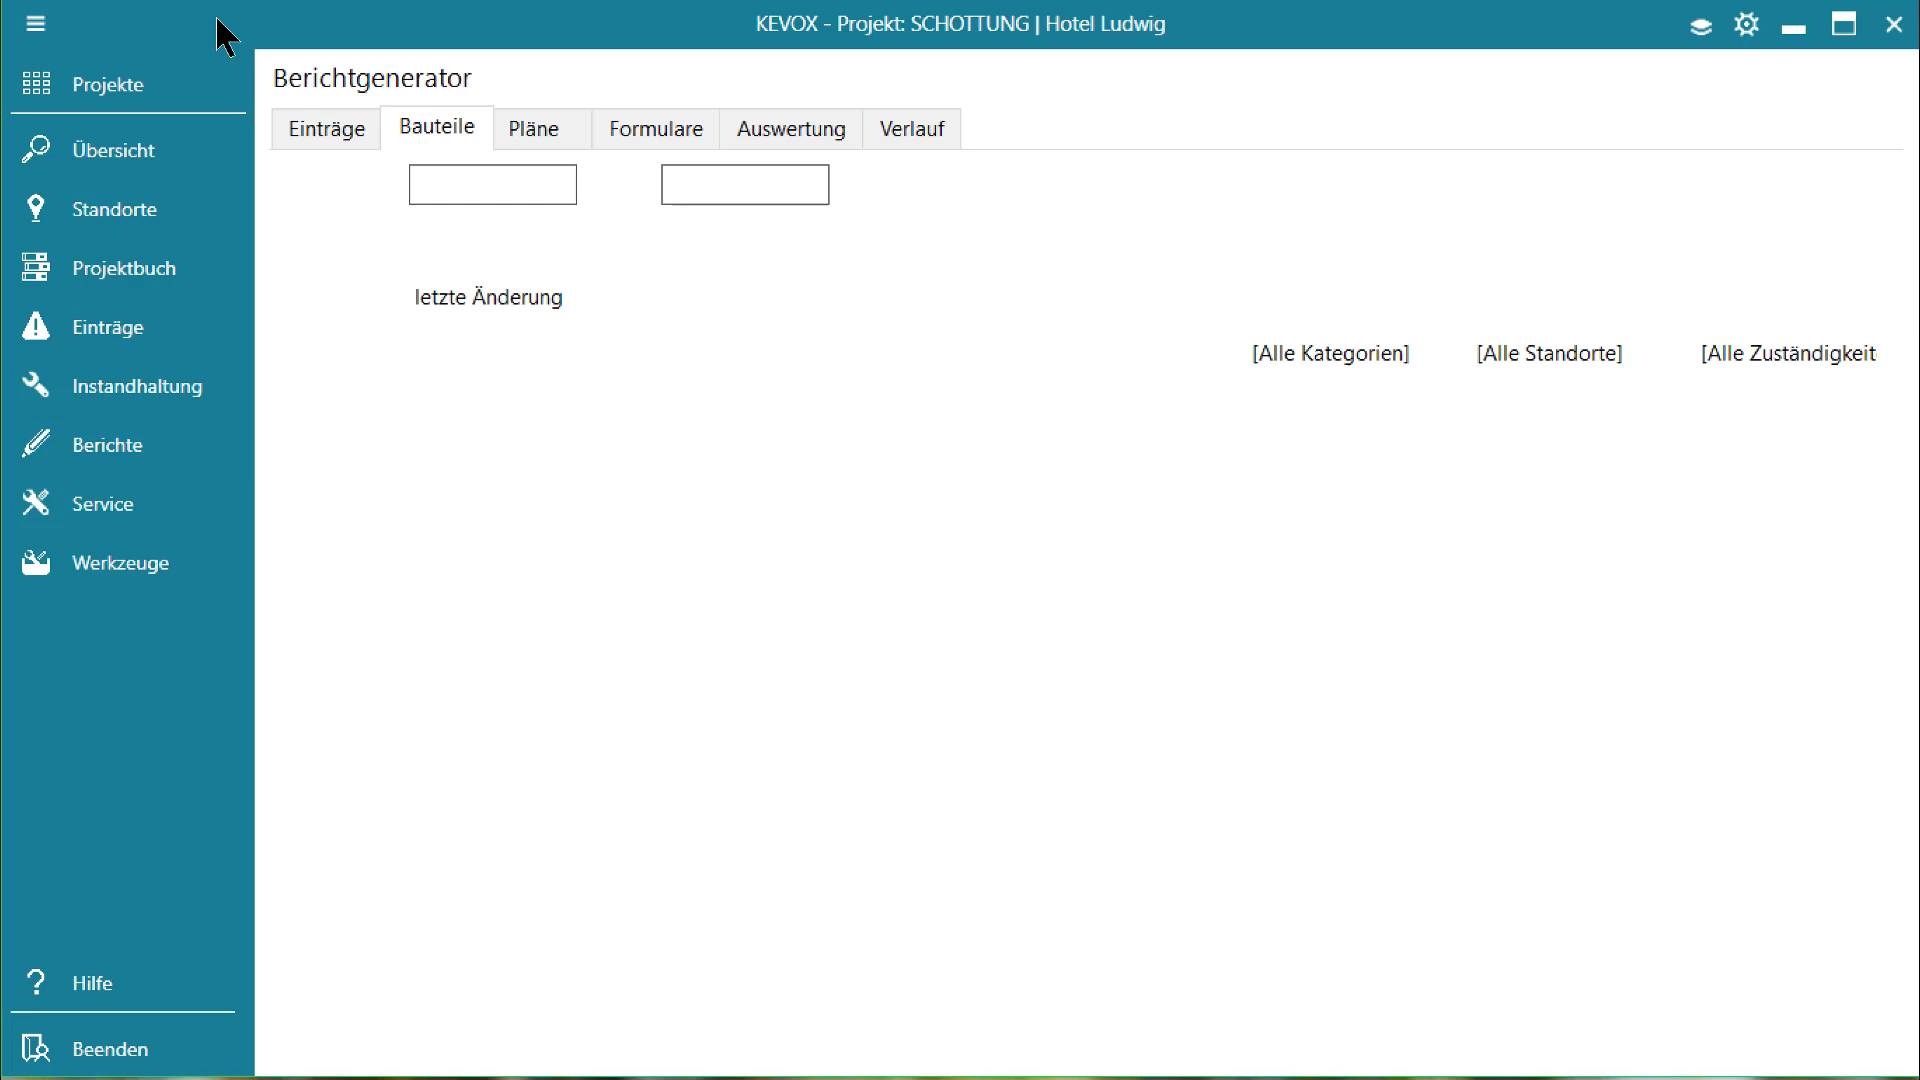 KEVOX - Projekt: SCHOTTUNG | Hotel Ludwig
Projekte
Übersicht
Standorte
Projektbuch
Einträge
Instandhaltung
Berichte
Service
Werkzeuge
Hilfe
Beenden
Berichtgenerator
Einträge Bauteile Pläne Formulare Auswertung Verlauf
letzte Änderung
[Alle Kategorien] [Alle Standorte] [Alle Zuständigkeit